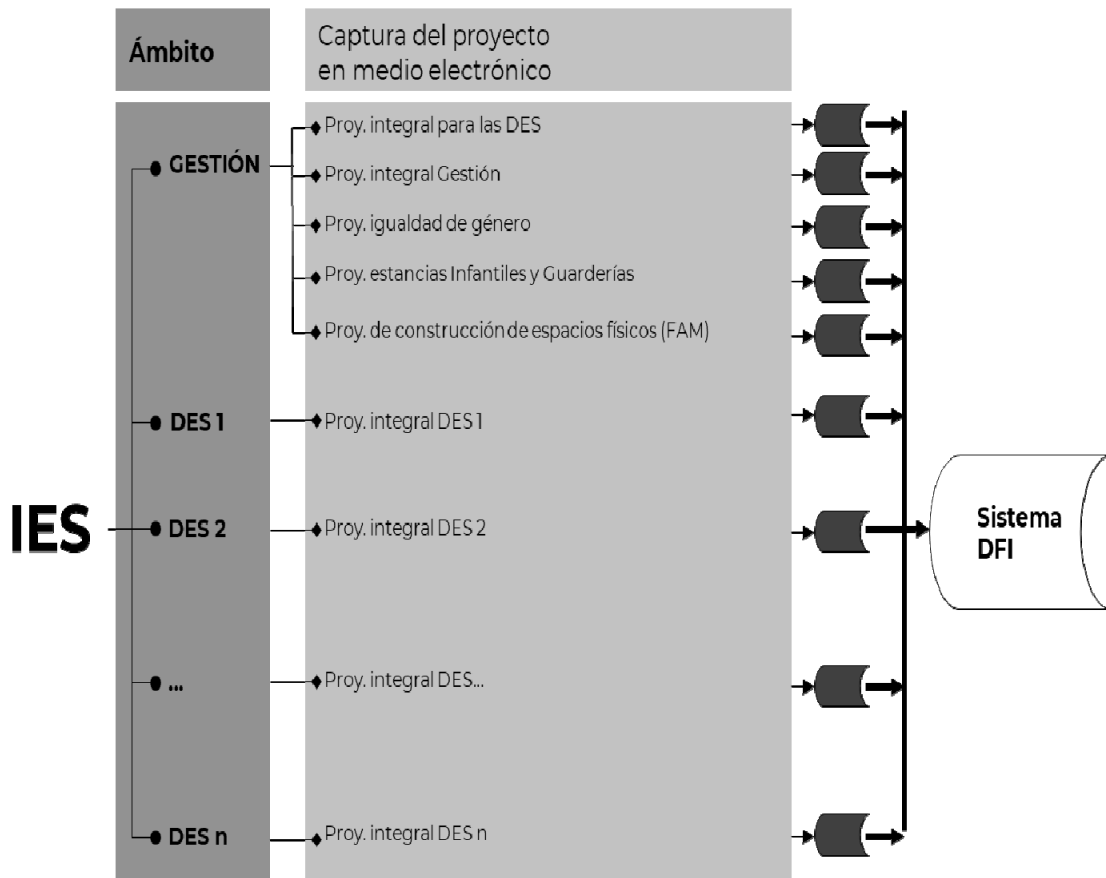 Ámbito
Captura del proyecto
en medio electrónico
GESTIÓN
Proy. integral para las DES
Proy. integral Gestión
Proy. igualdad de género
Proy. estancias Infantiles y Guarderías
Proy. de construcción de espacios físicos (FAM)
DES 1
Proy. integral DES 1
IES
DES 2
Proy. integral DES 2
Sistema
DFI
...
Proy. integral DES...
DES n
Proy. integral DES n